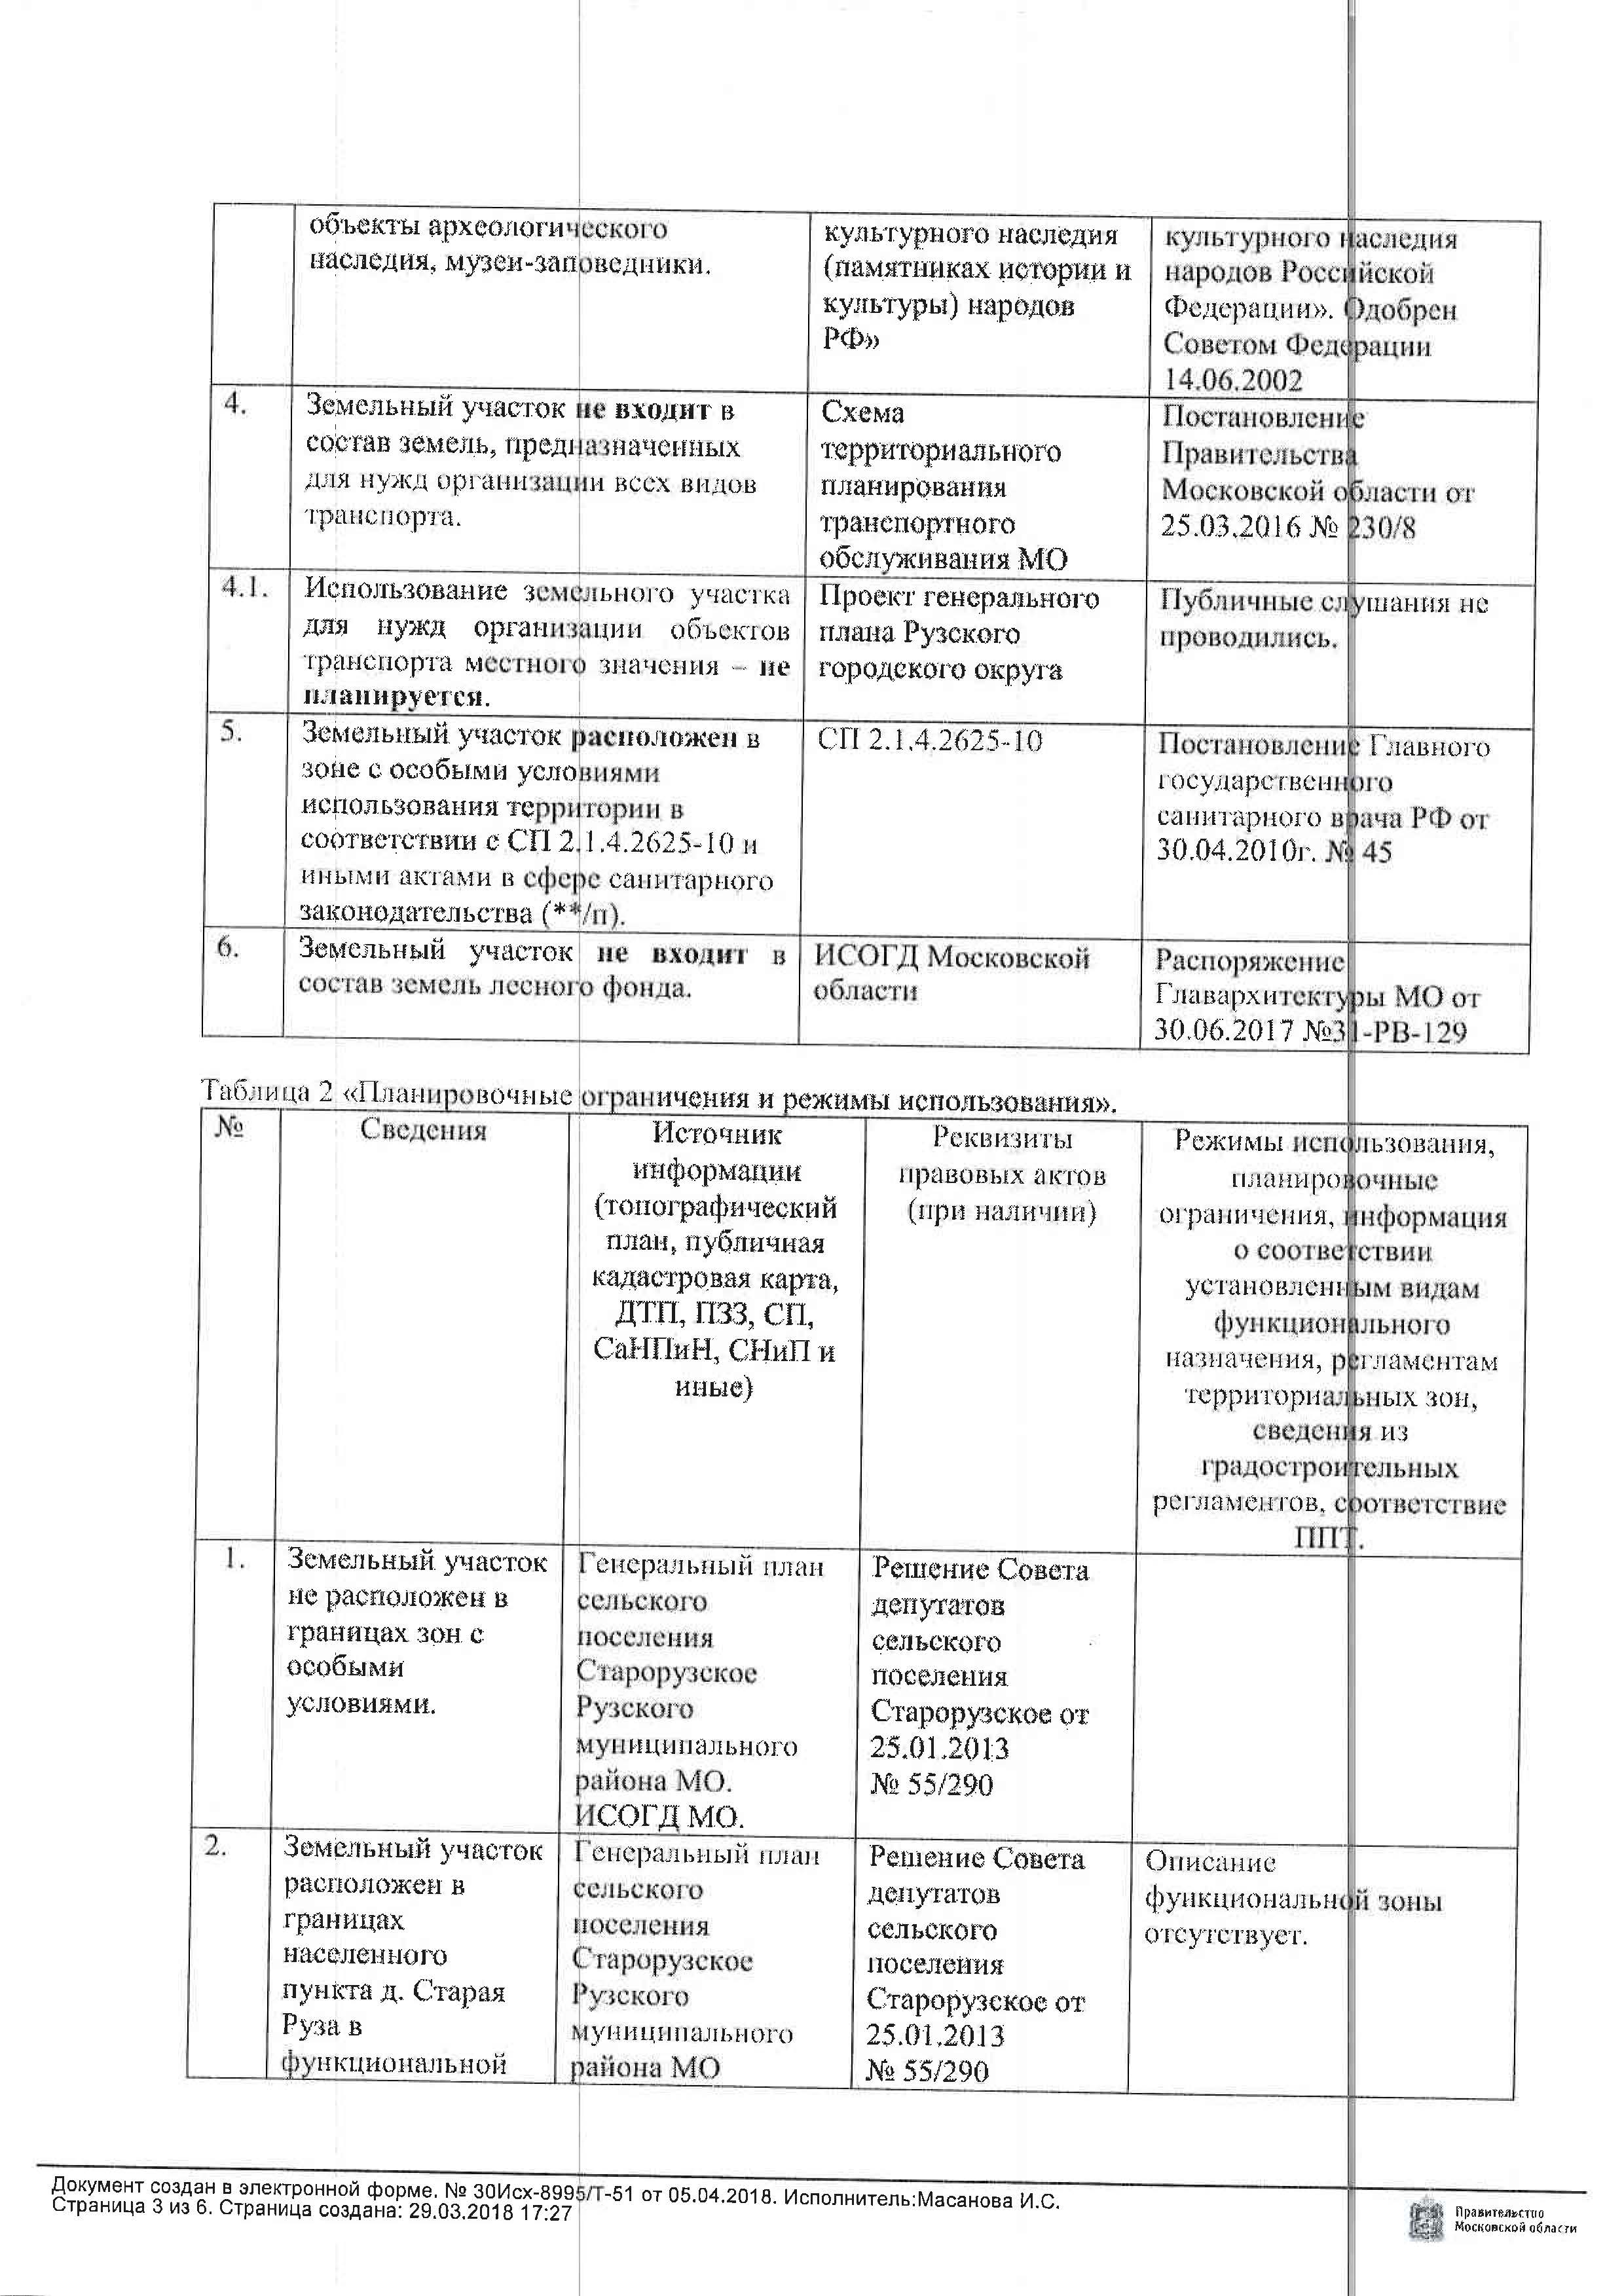 объекты археологического
наследия, музеи-заповедники.
культурного наследия
(памятниках истории и
культуры) народов
РФ»
культурного наследия
народов Российской
Федерации». Одобрен
Советом Федерации
14.06.2002
4.
Земельный участок не входит в
состав земель, предназначенных
для нужд организации всех видов
транспорта.
Схема
территориального
планирования
транспортного
обслуживания МО
Постановление
Правительства
Московской области от
25.03.2016 № 230/8
4.1.
Использование земельного участка
для нужд организации объектов
транспорта местного значения – не
планируется.
Проект генерального
плана Рузского
городского округа
Публичные слушания не
проводились.
5.
Земельный участок расположен в
зоне с особыми условиями
использования территории в
соответствии с СП 2.1.4.2625-10 и
иными актами в сфере санитарного
законодательства (**/п).
СП 2.1.4.2625-10
Постановление Главного
государственного
санитарного врача РФ от
30.04.2010г. № 45
6.
Земельный участок не входит в
состав земель лесного фонда.
ИСОГД Московской
области
Распоряжение
Главархитектуры МО от
30.06.2017 №31-РВ-129
Таблица 2 «Планировочные ограничения и режимы использования».
№
Сведения
Источник
информации
(топографический
план, публичная
кадастровая карта,
ДТП, ПЗЗ, СП,
СаНПиН, СНиП и
иные)
Реквизиты
правовых актов
(при наличии)
Режимы использования,
планировочные
ограничения, информация
о соответствии
установленным видам
функционального
назначения, регламентам
территориальных зон,
сведения из
градостроительных
регламентов, соответствие
ППТ.
1.
Земельный участок
не расположен в
границах зон с
особыми
условиями.
Генеральный план
сельского
поселения
Старорузское
Рузского
муниципального
района МО.
ИСОГД МО.
Решение Совета
депутатов
сельского
поселения
Старорузское от
25.01.2013
№ 55/290
2.
Земельный участок
расположен в
границах
населенного
пункта д. Старая
Руза в
функциональной
Генеральный план
сельского
поселения
Старорузское
Рузского
муниципального
района МО
Решение Совета
депутатов
сельского
поселения
Старорузское от
25.01.2013
№ 55/290
Описание
функциональной зоны
отсутствует.
Документ создан в электронной форме. № 30Исх-8995/Т-51 от 05.04.2018. Исполнитель:Масанова И.С.
Страница 3 из 6. Страница создана: 29.03.2018 17:27
Правительство
Московской области